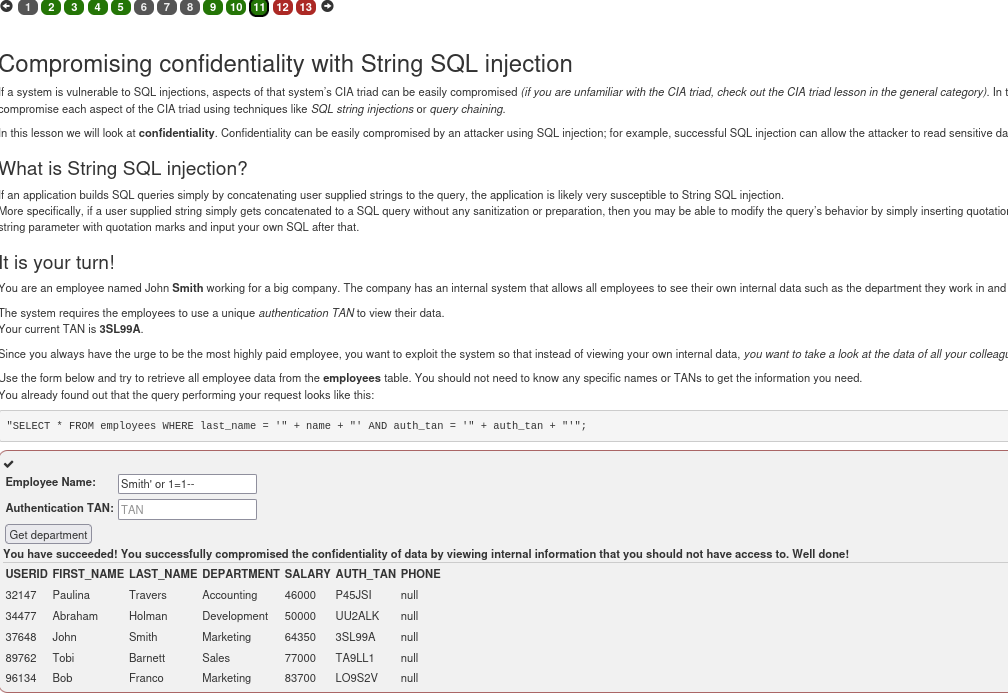 1 2 3 4 5 6 7 8 9 10 11 12 13
Compromising confidentiality with String SQL injection
If a system is vulnerable to SQL injections, aspects of that system's CIA triad can be easily compromised (if you are unfamiliar with the CIA triad, check out the CIA triad lesson in the general category). In t
compromise each aspect of the CIA triad using techniques like SQL string injections or query chaining.
In this lesson we will look at confidentiality. Confidentiality can be easily compromised by an attacker using SQL injection; for example, successful SQL injection can allow the attacker to read sensitive da
What is String SQL injection?
If an application builds SQL queries simply by concatenating user supplied strings to the query, the application is likely very susceptible to String SQL injection.
More specifically, if a user supplied string simply gets concatenated to a SQL query without any sanitization or preparation, then you may be able to modify the query's behavior by simply inserting quotation
string parameter with quotation marks and input your own SQL after that.
It is your turn!
You are an employee named John Smith working for a big company. The company has an internal system that allows all employees to see their own internal data such as the department they work in and
The system requires the employees to use a unique authentication TAN to view their data.
Your current TAN is 3SL99A.
Since you always have the urge to be the most highly paid employee, you want to exploit the system so that instead of viewing your own internal data, you want to take a look at the data of all your colleagu
Use the form below and try to retrieve all employee data from the employees table. You should not need to know any specific names or TANs to get the information you need.
You already found out that the query performing your request looks like this:
"SELECT * FROM employees WHERE last_name = '" + name + "' AND auth_tan = '" + auth_tan + "'";
Employee Name: Smith' or 1=1--
Authentication TAN: TAN
Get department
You have succeeded! You successfully compromised the confidentiality of data by viewing internal information that you should not have access to. Well done!
USERID FIRST_NAME LAST_NAME DEPARTMENT SALARY AUTH_TAN PHONE
32147 Paulina Travers Accounting 46000 P45JSI null
34477 Abraham Holman Development 50000 UU2ALK null
37648 John Smith Marketing 64350 3SL99A null
89762 Tobi Barnett Sales 77000 TA9LL1 null
96134 Bob Franco Marketing 83700 LO9S2V null